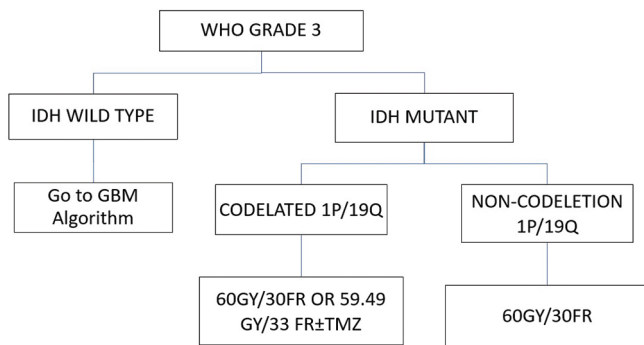 WHO GRADE 3
IDH WILD TYPE
IDH MUTANT
Go to GBM
Algorithm
CODELATED 1P/19Q
NON-CODELETION
1P/19Q
60GY/30FR OR 59.49
GY/33 FR±TMZ
60GY/30FR